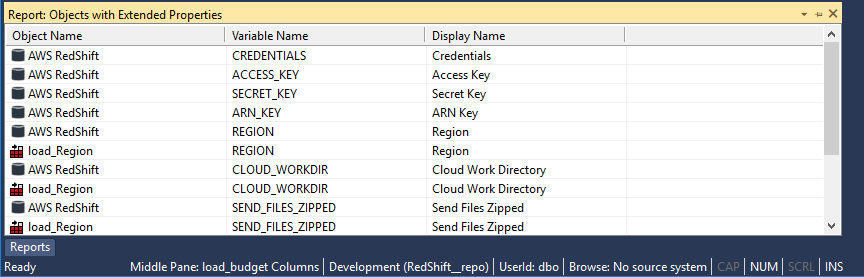 Report: Objects with Extended Properties
Object Name Variable Name Display Name
AWS RedShift CREDENTIALS Credentials
AWS RedShift ACCESS_KEY Access Key
AWS RedShift SECRET_KEY Secret Key
AWS RedShift ARN_KEY ARN Key
AWS RedShift REGION Region
load_Region REGION Region
AWS RedShift CLOUD_WORKDIR Cloud Work Directory
load_Region CLOUD_WORKDIR Cloud Work Directory
AWS RedShift SEND_FILES_ZIPPED Send Files Zipped
load_Region SEND_FILES_ZIPPED Send Files Zipped
Reports
Ready Middle Pane: load_budget Columns Development (RedShift__repo) UserId: dbo Browse: No source system CAP NUM SCRL INS